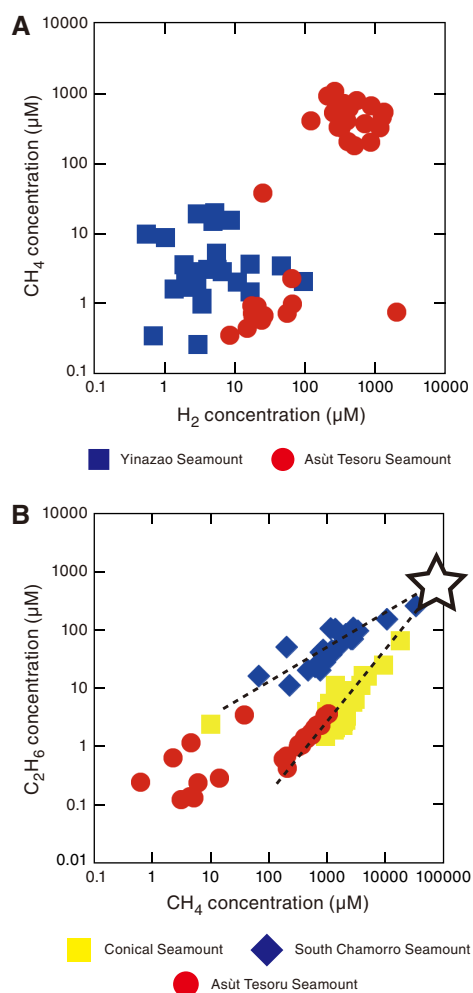 A
10000
1000
100
10
1
0.1
CH₄ concentration (µM)
0.1 1 10 100 1000 10000
H₂ concentration (µM)
Yinazao Seamount Asùt Tesoru Seamount
B
10000
1000
100
10
1
0.1
0.01
C₂H₆ concentration (µM)
0.1 1 10 100 1000 10000 100000
CH₄ concentration (µM)
Conical Seamount South Chamorro Seamount
Asùt Tesoru Seamount